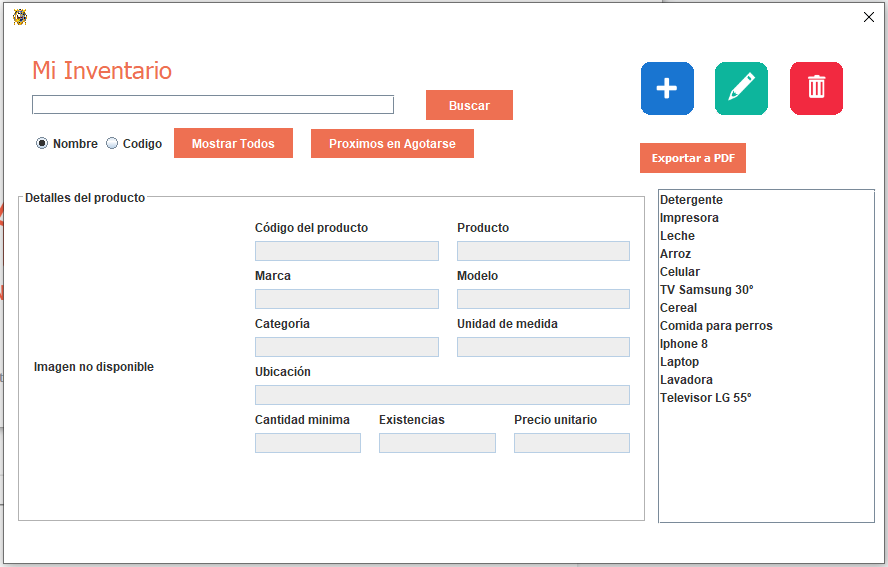 Mi Inventario
Buscar
Nombre Codigo Mostrar Todos Proximos en Agotarse
Exportar a PDF
Detalles del producto
Código del producto Producto
Marca Modelo
Categoría Unidad de medida
Imagen no disponible
Ubicación
Cantidad minima Existencias Precio unitario
Detergente
Impresora
Leche
Arroz
Celular
TV Samsung 30°
Cereal
Comida para perros
Iphone 8
Laptop
Lavadora
Televisor LG 55°